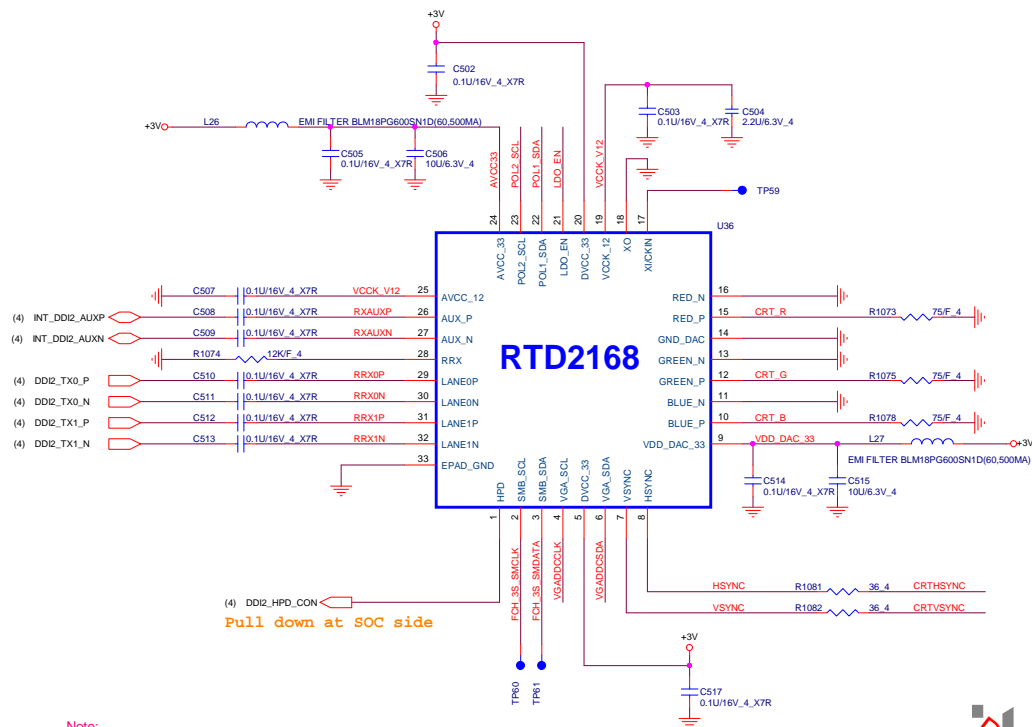 +3V
C502
0.1U/16V_4_X7R
+3V
L26
EMI FILTER BLM18PG600SN1D(60,500MA)
C505
0.1U/16V_4_X7R
C506
10U/6.3V_4
C503
0.1U/16V_4_X7R
C504
2.2U/6.3V_4
AVCC33
POL2_SCL
POL1_SDA
LDO_EN
VCCK_V12
TP59
24
23
22
21
20
19
18
17
U36
AVCC_33
POL2_SCL
POL1_SDA
LDO_EN
DVCC_33
VCCK_12
XO
XI/CKIN
C507 0.1U/16V_4_X7R VCCK_V12 25 AVCC_12
(4) INT_DDI2_AUXP C508 0.1U/16V_4_X7R RXAUXP 26 AUX_P
(4) INT_DDI2_AUXN C509 0.1U/16V_4_X7R RXAUXN 27 AUX_N
R1074 12K/F_4 28 RRX
(4) DDI2_TX0_P C510 0.1U/16V_4_X7R RRX0P 29 LANE0P
(4) DDI2_TX0_N C511 0.1U/16V_4_X7R RRX0N 30 LANE0N
(4) DDI2_TX1_P C512 0.1U/16V_4_X7R RRX1P 31 LANE1P
(4) DDI2_TX1_N C513 0.1U/16V_4_X7R RRX1N 32 LANE1N
33 EPAD_GND
RTD2168
RED_N 16
RED_P 15 CRT_R R1073 75/F_4
GND_DAC 14
GREEN_N 13
GREEN_P 12 CRT_G R1075 75/F_4
BLUE_N 11
BLUE_P 10 CRT_B R1078 75/F_4
VDD_DAC_33 9 VDD_DAC_33 L27 +3V
EMI FILTER BLM18PG600SN1D(60,500MA)
C514
0.1U/16V_4_X7R
C515
10U/6.3V_4
HPD
SMB_SCL
SMB_SDA
VGA_SCL
DVCC_33
VGA_SDA
VSYNC
HSYNC
1
2
3
4
5
6
7
8
FCH_3S_SMCLK
FCH_3S_SMDATA
VGADDCCLK
VGADDCSDA
HSYNC R1081 36_4 CRTHSYNC
VSYNC R1082 36_4 CRTVSYNC
(4) DDI2_HPD_CON
Pull down at SOC side
TP60
TP61
+3V
C517
0.1U/16V_4_X7R
Note: